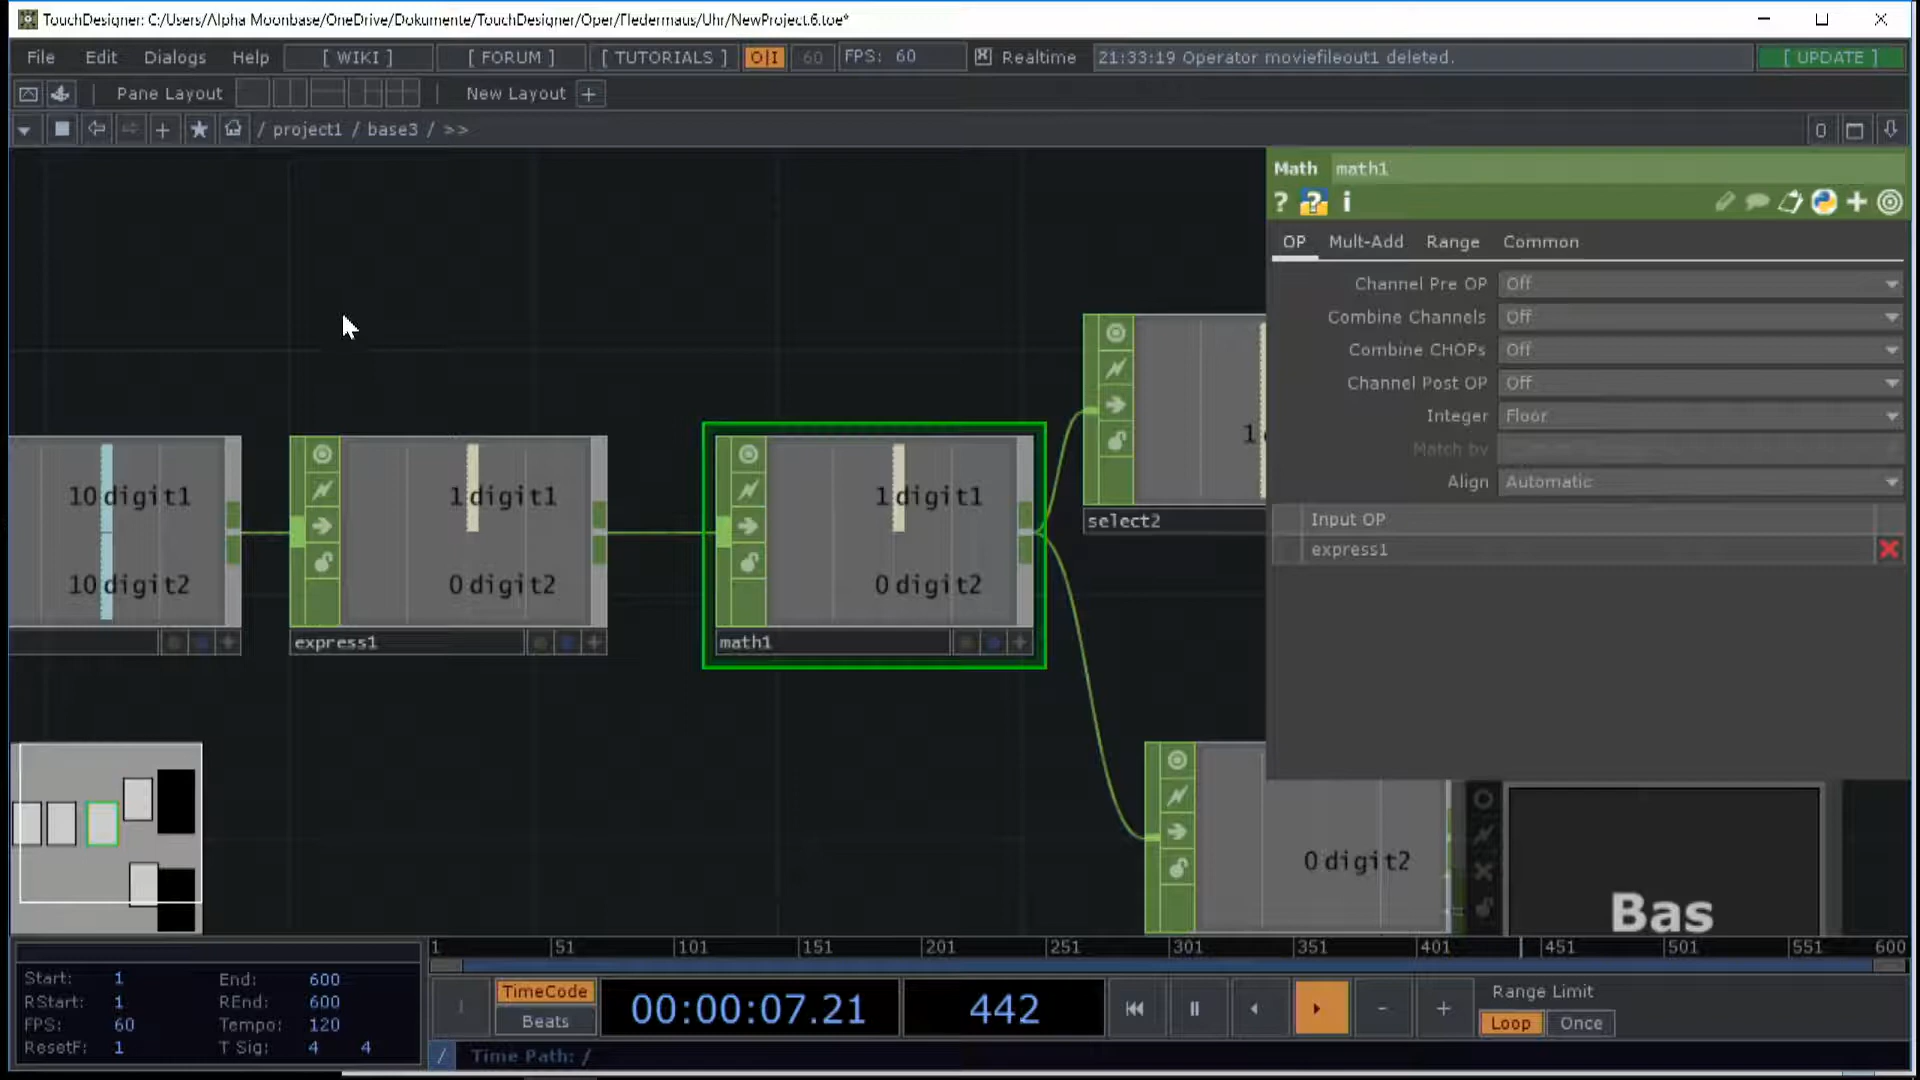 TouchDesigner: C:/Users/Alpha Moonbase/OneDrive/Dokumente/TouchDesigner/Oper/Fledermaus/Uhr/NewProject.6.toe*
File Edit Dialogs Help [ WIKI ] [ FORUM ] [ TUTORIALS ] O|I 60 FPS: 60 Realtime 21:33:19 Operator moviefileout1 deleted. [ UPDATE ]
Pane Layout New Layout +
/ project1 / base3 / >> 0
Math math1
? ? i
OP Mult-Add Range Common
Channel Pre OP Off
Combine Channels Off
Combine CHOPs Off
Channel Post OP Off
Integer Floor
Match by
Align Automatic
Input OP
express1
1
select2
10 digit1
10 digit2
1 digit1
0 digit2
express1
1 digit1
0 digit2
math1
0 digit2
Bas
1 51 101 151 201 251 301 351 401 451 501 551 600
Start: 1 End: 600
RStart: 1 REnd: 600
FPS: 60 Tempo: 120
ResetF: 1 T Sig: 4 4
TimeCode
Beats
00:00:07.21
442
Range Limit
Loop Once
/ Time Path: /